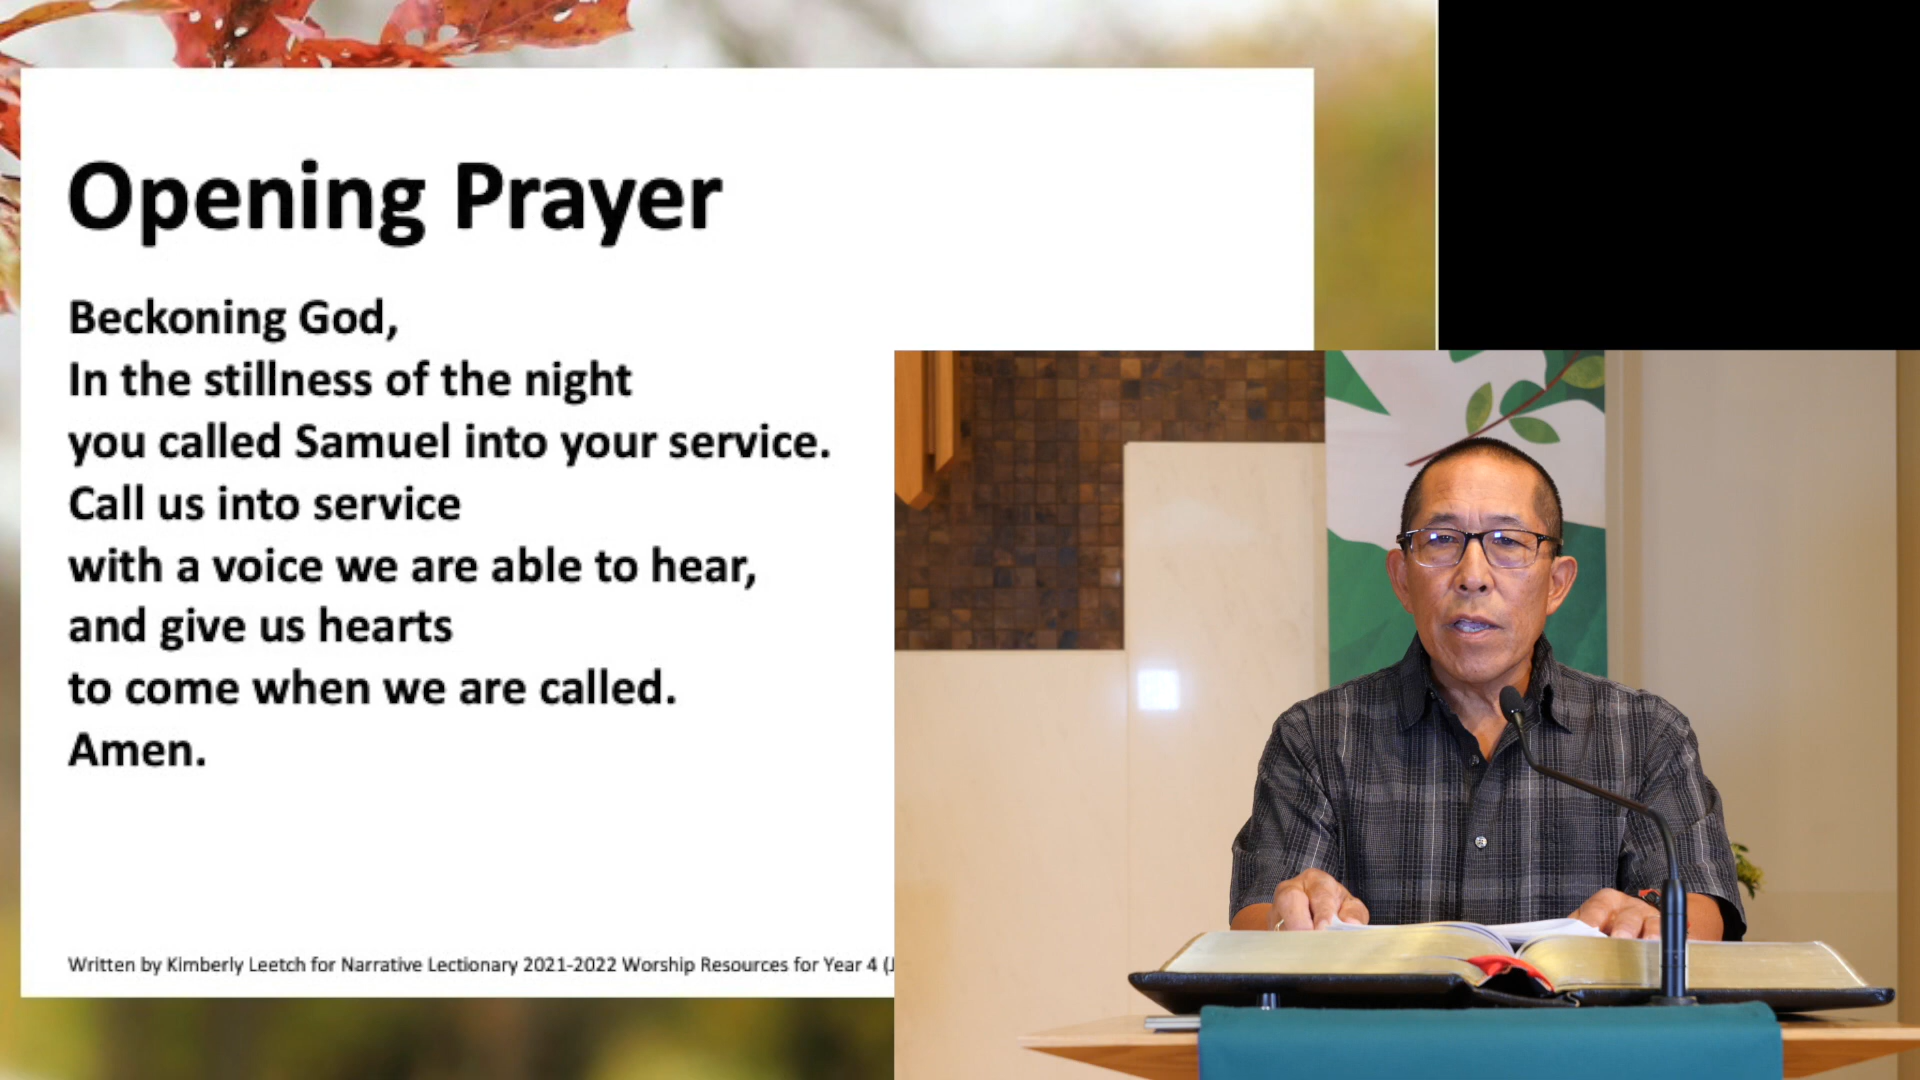 Opening Prayer
Beckoning God,
In the stillness of the night
you called Samuel into your service.
Call us into service
with a voice we are able to hear,
and give us hearts
to come when we are called.
Amen.
Written by Kimberly Leetch for Narrative Lectionary 2021-2022 Worship Resources for Year 4 (J